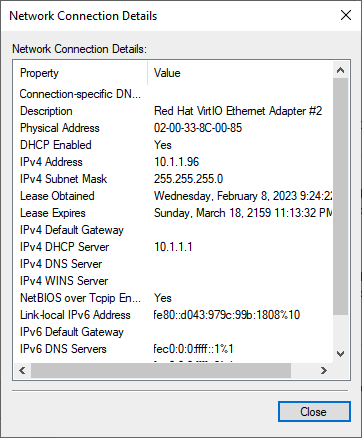 Network Connection Details
Network Connection Details:
Property Value
Connection-specific DN...
Description Red Hat VirtIO Ethernet Adapter #2
Physical Address 02-00-33-8C-00-85
DHCP Enabled Yes
IPv4 Address 10.1.1.96
IPv4 Subnet Mask 255.255.255.0
Lease Obtained Wednesday, February 8, 2023 9:24:22
Lease Expires Sunday, March 18, 2159 11:13:32 PM
IPv4 Default Gateway
IPv4 DHCP Server 10.1.1.1
IPv4 DNS Server
IPv4 WINS Server
NetBIOS over Tcpip En... Yes
Link-local IPv6 Address fe80::d043:979c:99b:1808%10
IPv6 Default Gateway
IPv6 DNS Servers fec0:0:0:ffff::1%1
Close